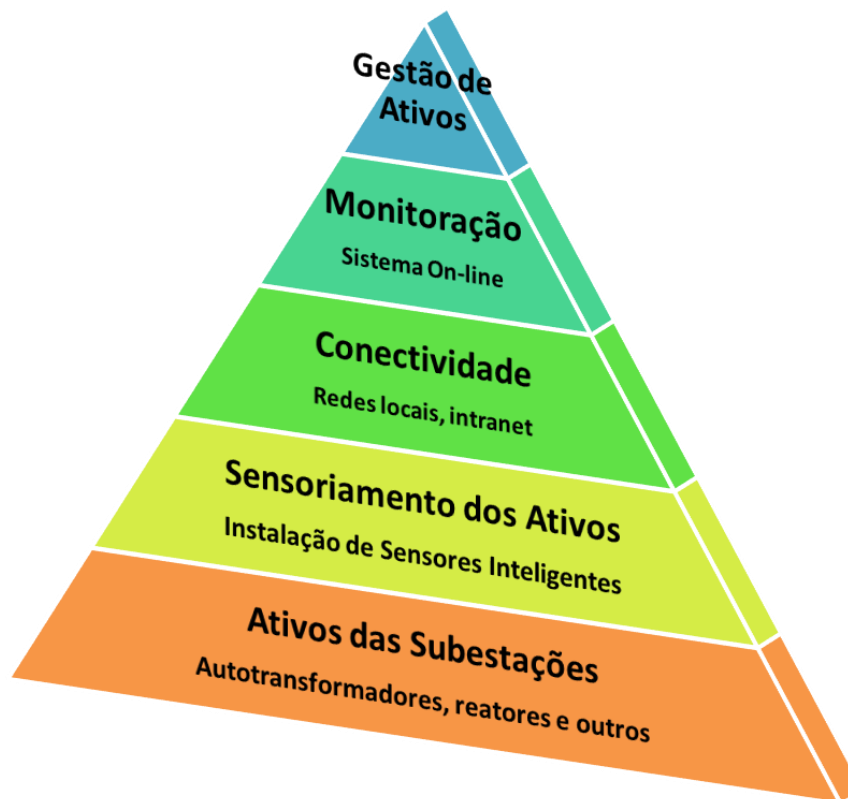 Gestão de
Ativos
Monitoração
Sistema On-line
Conectividade
Redes locais, intranet
Sensoriamento dos Ativos
Instalação de Sensores Inteligentes
Ativos das Subestações
Autotransformadores, reatores e outros